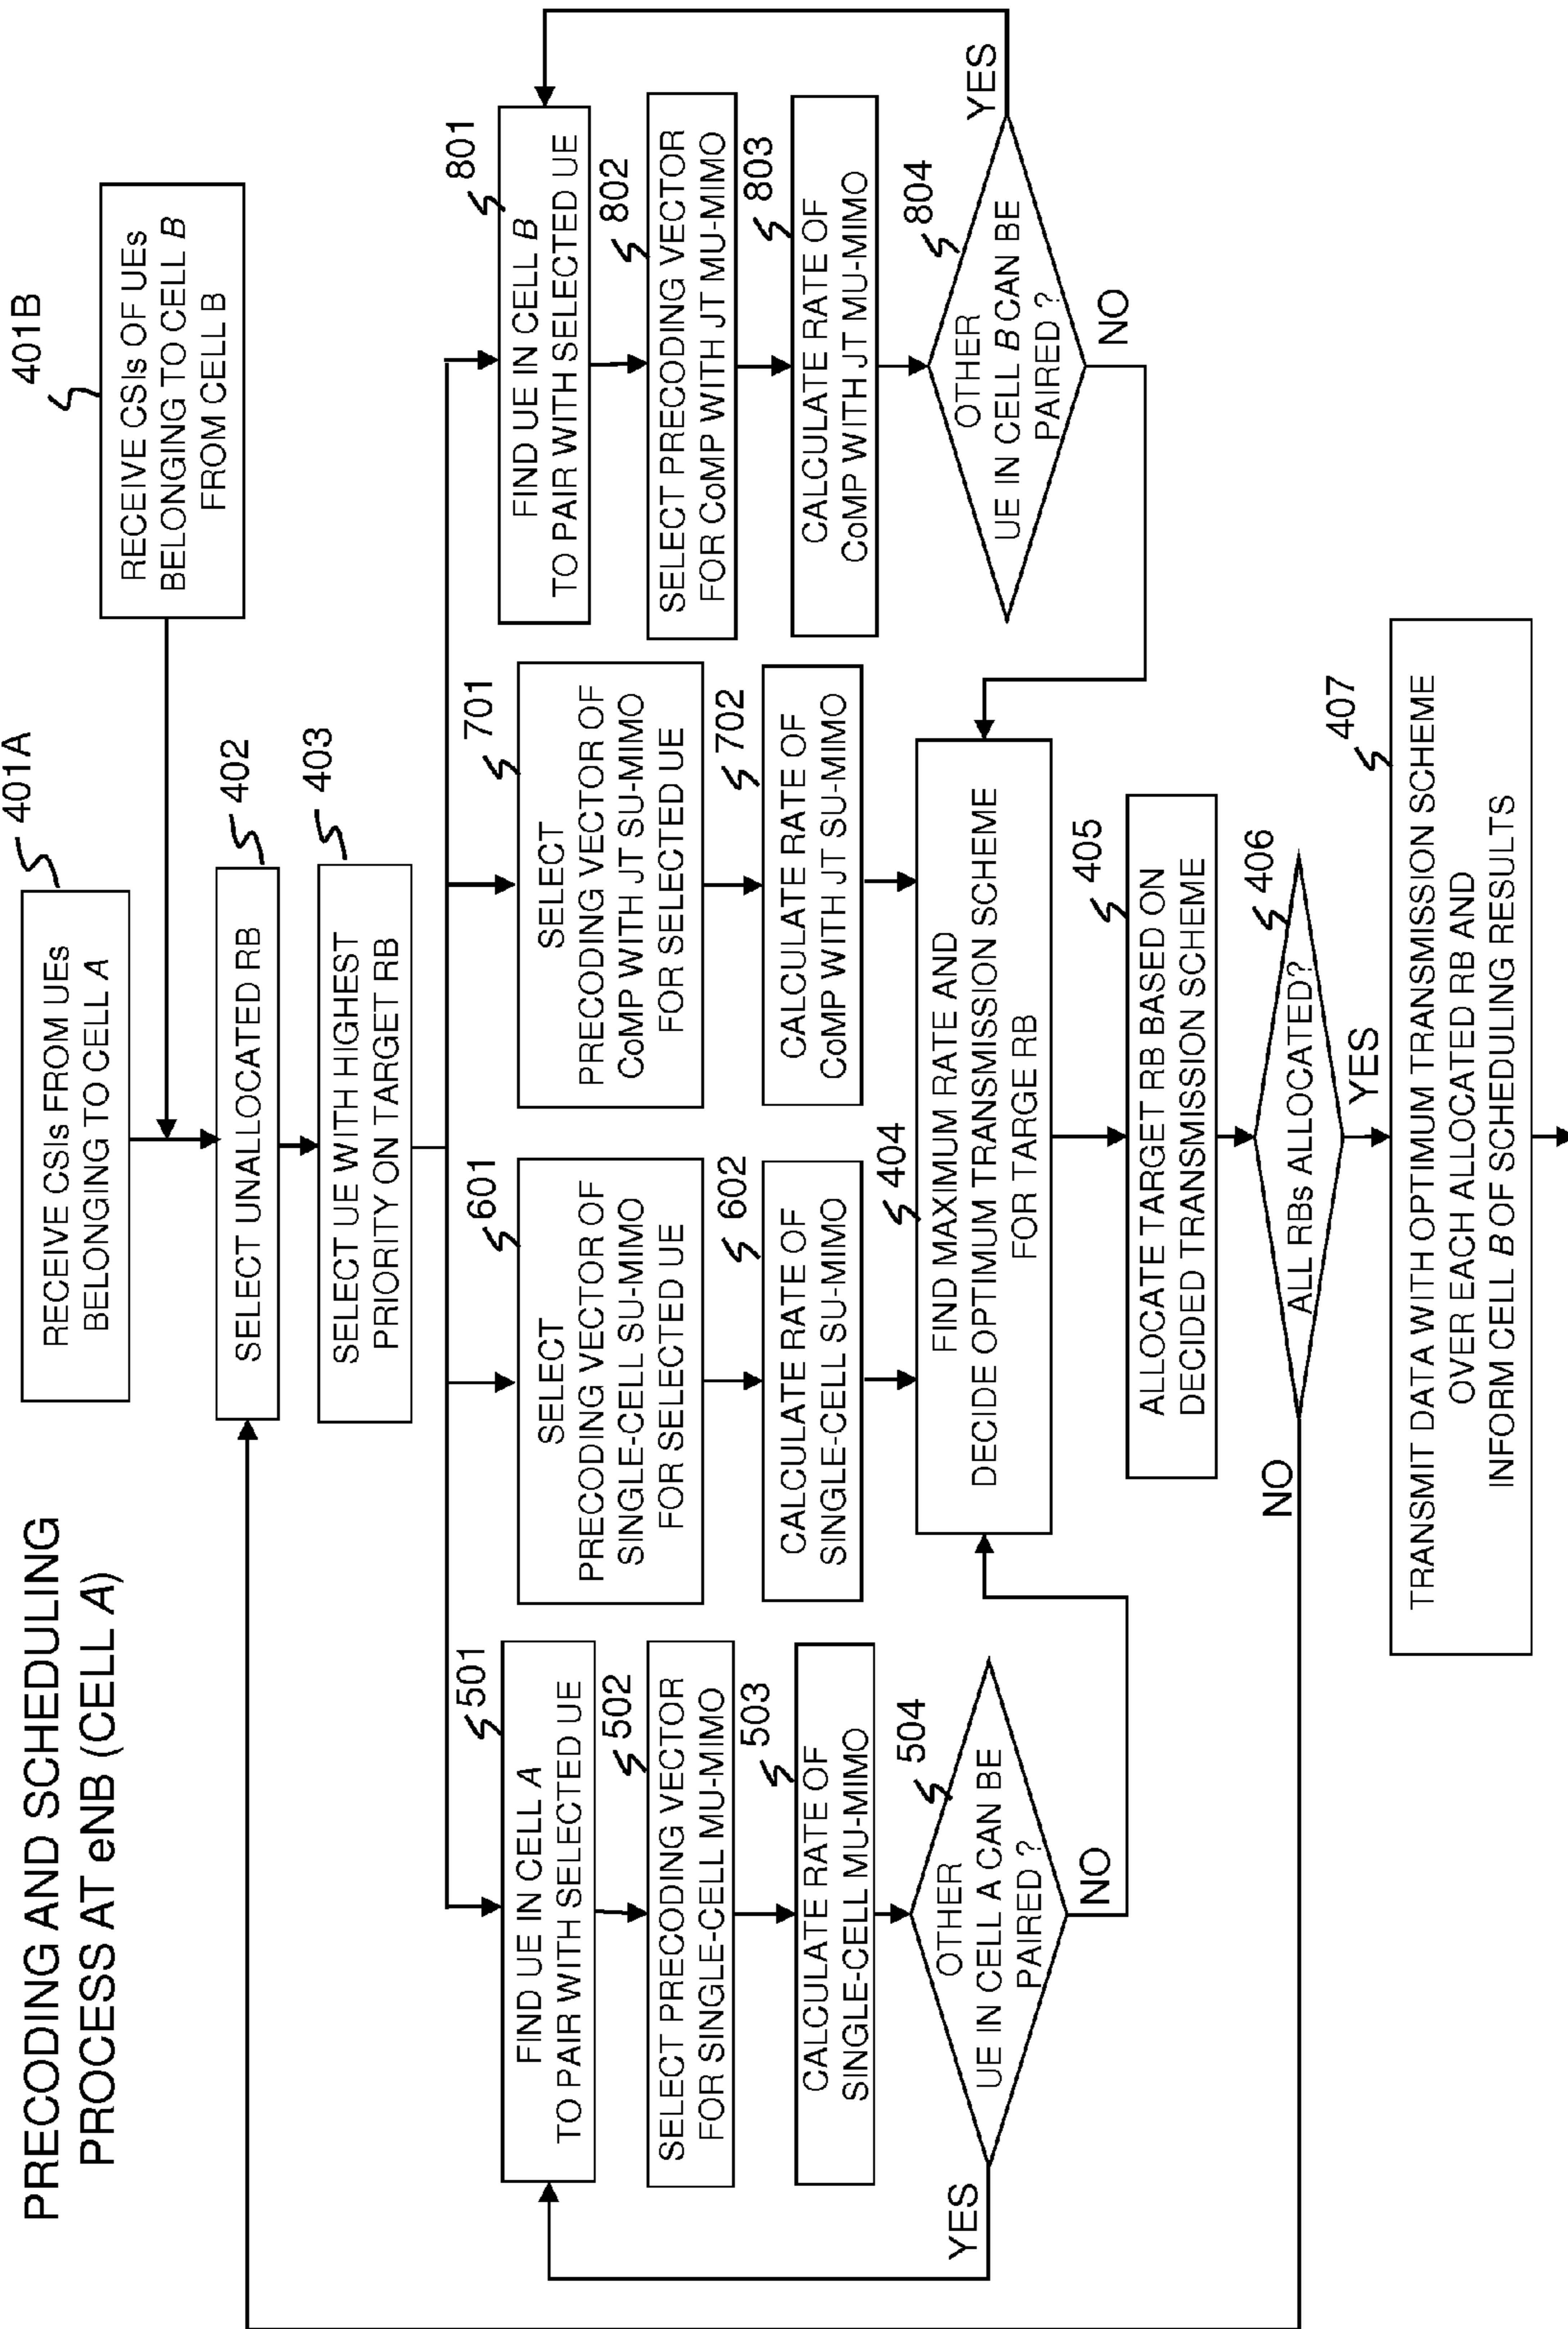 PRECODING AND SCHEDULING
PROCESS AT eNB (CELL A)
401A
RECEIVE CSIs FROM UEs
BELONGING TO CELL A
401B
RECEIVE CSIs OF UEs
BELONGING TO CELL B
FROM CELL B
402
SELECT UNALLOCATED RB
403
SELECT UE WITH HIGHEST
PRIORITY ON TARGET RB
501
FIND UE IN CELL A
TO PAIR WITH SELECTED UE
502
SELECT PRECODING VECTOR
FOR SINGLE-CELL MU-MIMO
503
CALCULATE RATE OF
SINGLE-CELL MU-MIMO
504
OTHER
UE IN CELL A CAN BE
PAIRED ?
YES
NO
601
SELECT
PRECODING VECTOR OF
SINGLE-CELL SU-MIMO
FOR SELECTED UE
602
CALCULATE RATE OF
SINGLE-CELL SU-MIMO
701
SELECT
PRECODING VECTOR OF
CoMP WITH JT SU-MIMO
FOR SELECTED UE
702
CALCULATE RATE OF
CoMP WITH JT SU-MIMO
801
FIND UE IN CELL B
TO PAIR WITH SELECTED UE
802
SELECT PRECODING VECTOR
FOR CoMP WITH JT MU-MIMO
803
CALCULATE RATE OF
CoMP WITH JT MU-MIMO
804
OTHER
UE IN CELL B CAN BE
PAIRED ?
YES
NO
404
FIND MAXIMUM RATE AND
DECIDE OPTIMUM TRANSMISSION SCHEME
FOR TARGET RB
405
ALLOCATE TARGET RB BASED ON
DECIDED TRANSMISSION SCHEME
406
ALL RBs ALLOCATED?
NO
YES
407
TRANSMIT DATA WITH OPTIMUM TRANSMISSION SCHEME
OVER EACH ALLOCATED RB AND
INFORM CELL B OF SCHEDULING RESULTS